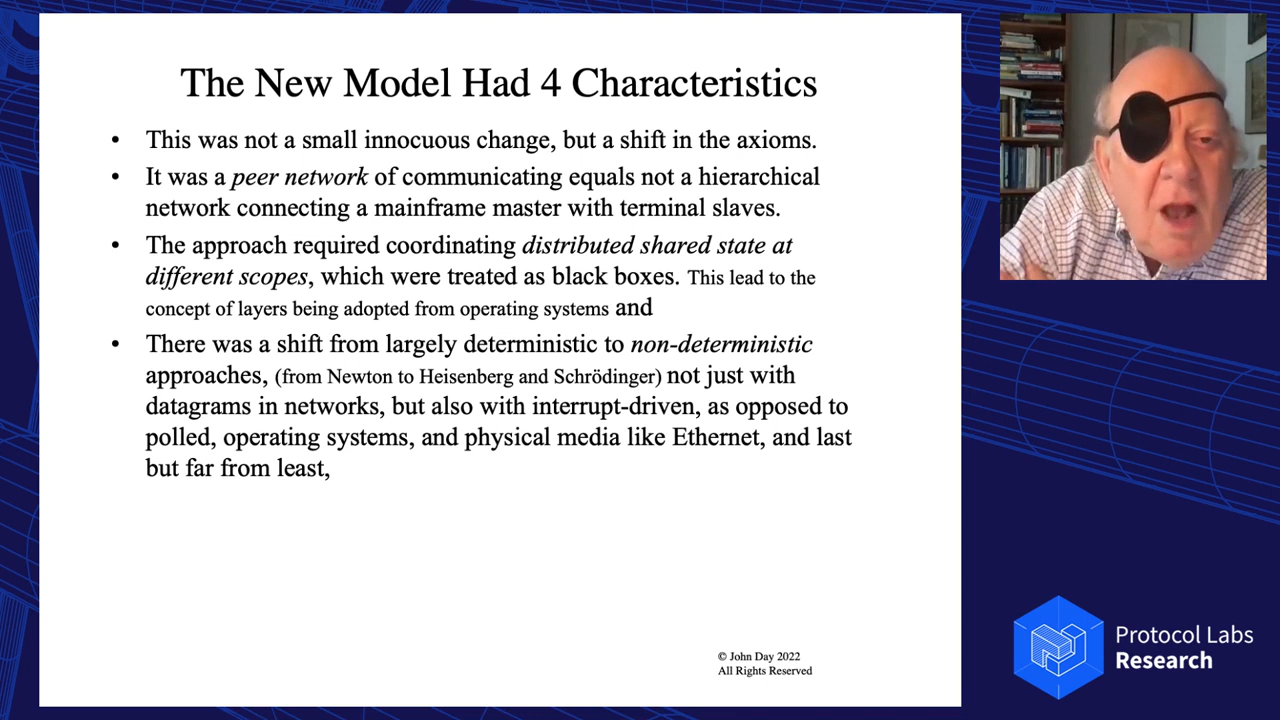 The New Model Had 4 Characteristics
• This was not a small innocuous change, but a shift in the axioms.
• It was a peer network of communicating equals not a hierarchical
network connecting a mainframe master with terminal slaves.
• The approach required coordinating distributed shared state at
different scopes, which were treated as black boxes. This lead to the
concept of layers being adopted from operating systems and
• There was a shift from largely deterministic to non-deterministic
approaches, (from Newton to Heisenberg and Schrödinger) not just with
datagrams in networks, but also with interrupt-driven, as opposed to
polled, operating systems, and physical media like Ethernet, and last
but far from least,
© John Day 2022
All Rights Reserved
Protocol Labs
Research